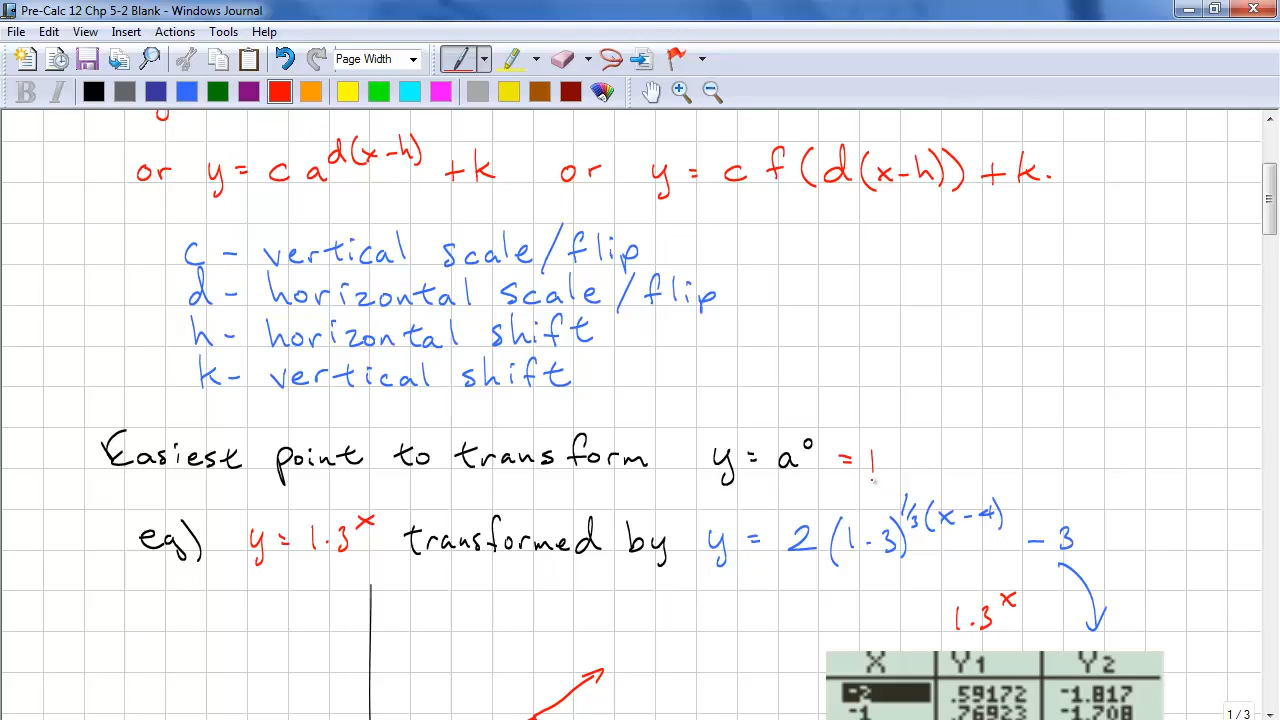 Pre-Calc 12 Chp 5-2 Blank - Windows Journal
File Edit View Insert Actions Tools Help
Page Width
B I
or y = c a^d(x-h) + k or y = c f(d(x-h)) + k.
c - vertical scale/flip
d - horizontal scale/flip
h - horizontal shift
k - vertical shift
Easiest point to transform y = a⁰ = 1
eg) y = 1.3^x transformed by y = 2(1.3)^1/3(x-4) - 3
1.3^x
X Y1 Y2
-2 .59172 -1.817
-1 .76923 -1.708
1/3